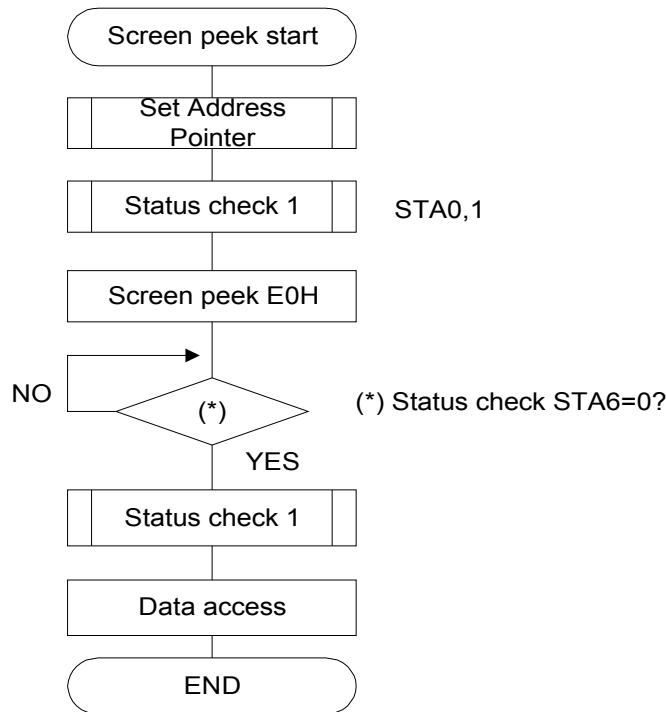 Screen peek start
Set Address
Pointer
Status check 1
STA0,1
Screen peek E0H
NO
(*)
(*) Status check STA6=0?
YES
Status check 1
Data access
END